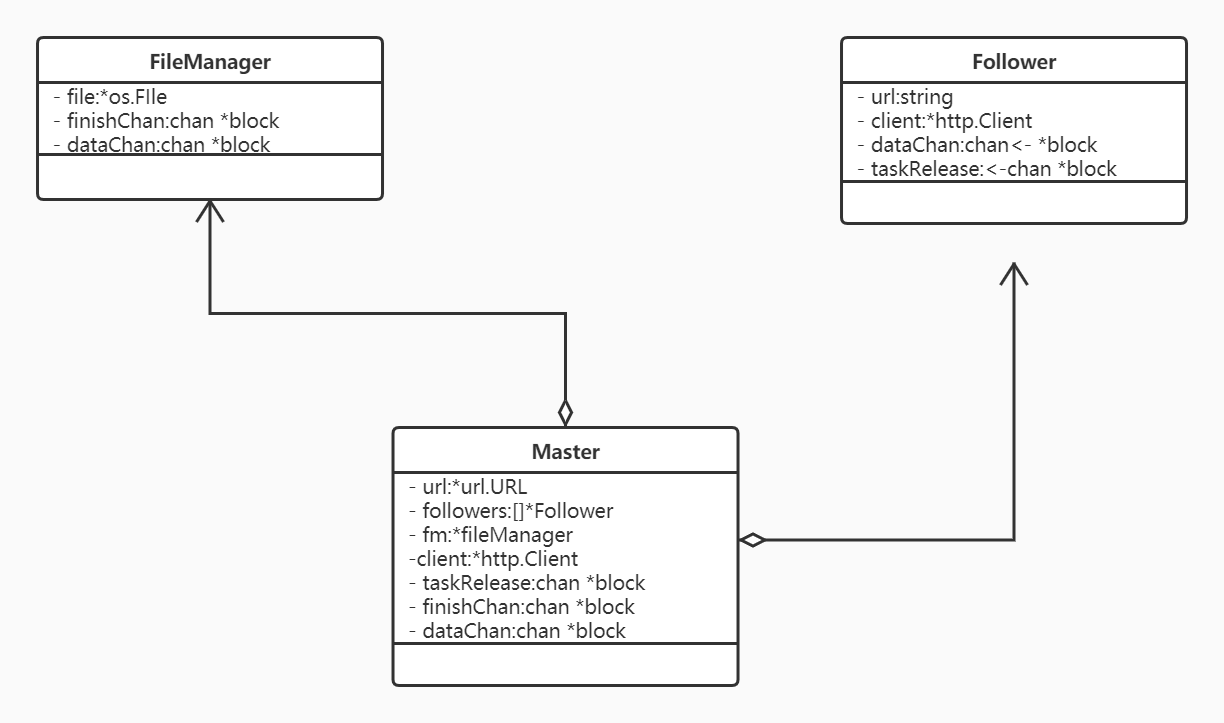 FileManager
- file:*os.FIle
- finishChan:chan *block
- dataChan:chan *block
Follower
- url:string
- client:*http.Client
- dataChan:chan<- *block
- taskRelease:<-chan *block
Master
- url:*url.URL
- followers:[]*Follower
- fm:*fileManager
-client:*http.Client
- taskRelease:chan *block
- finishChan:chan *block
- dataChan:chan *block